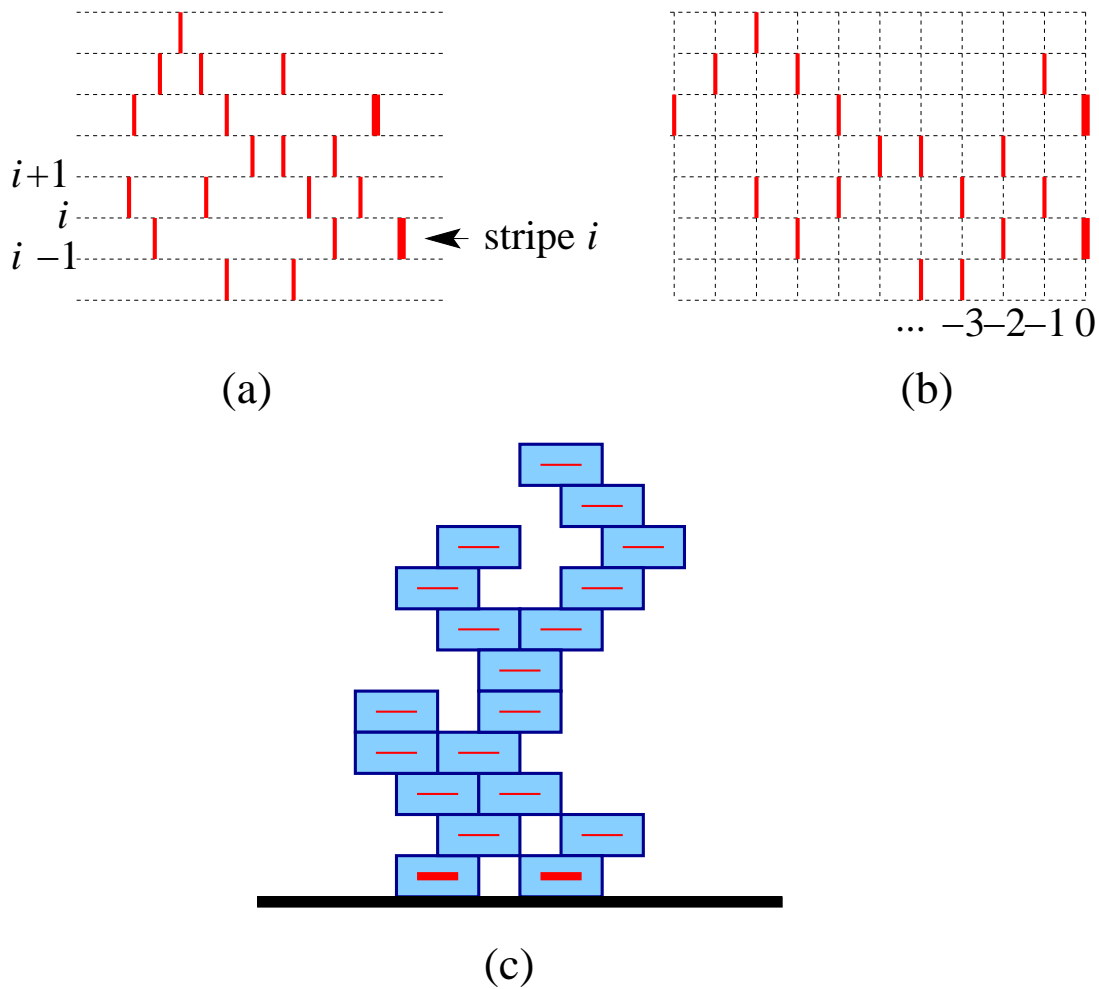 i+1
i
i –1
stripe i
... –3–2–1 0
(a)
(b)
(c)